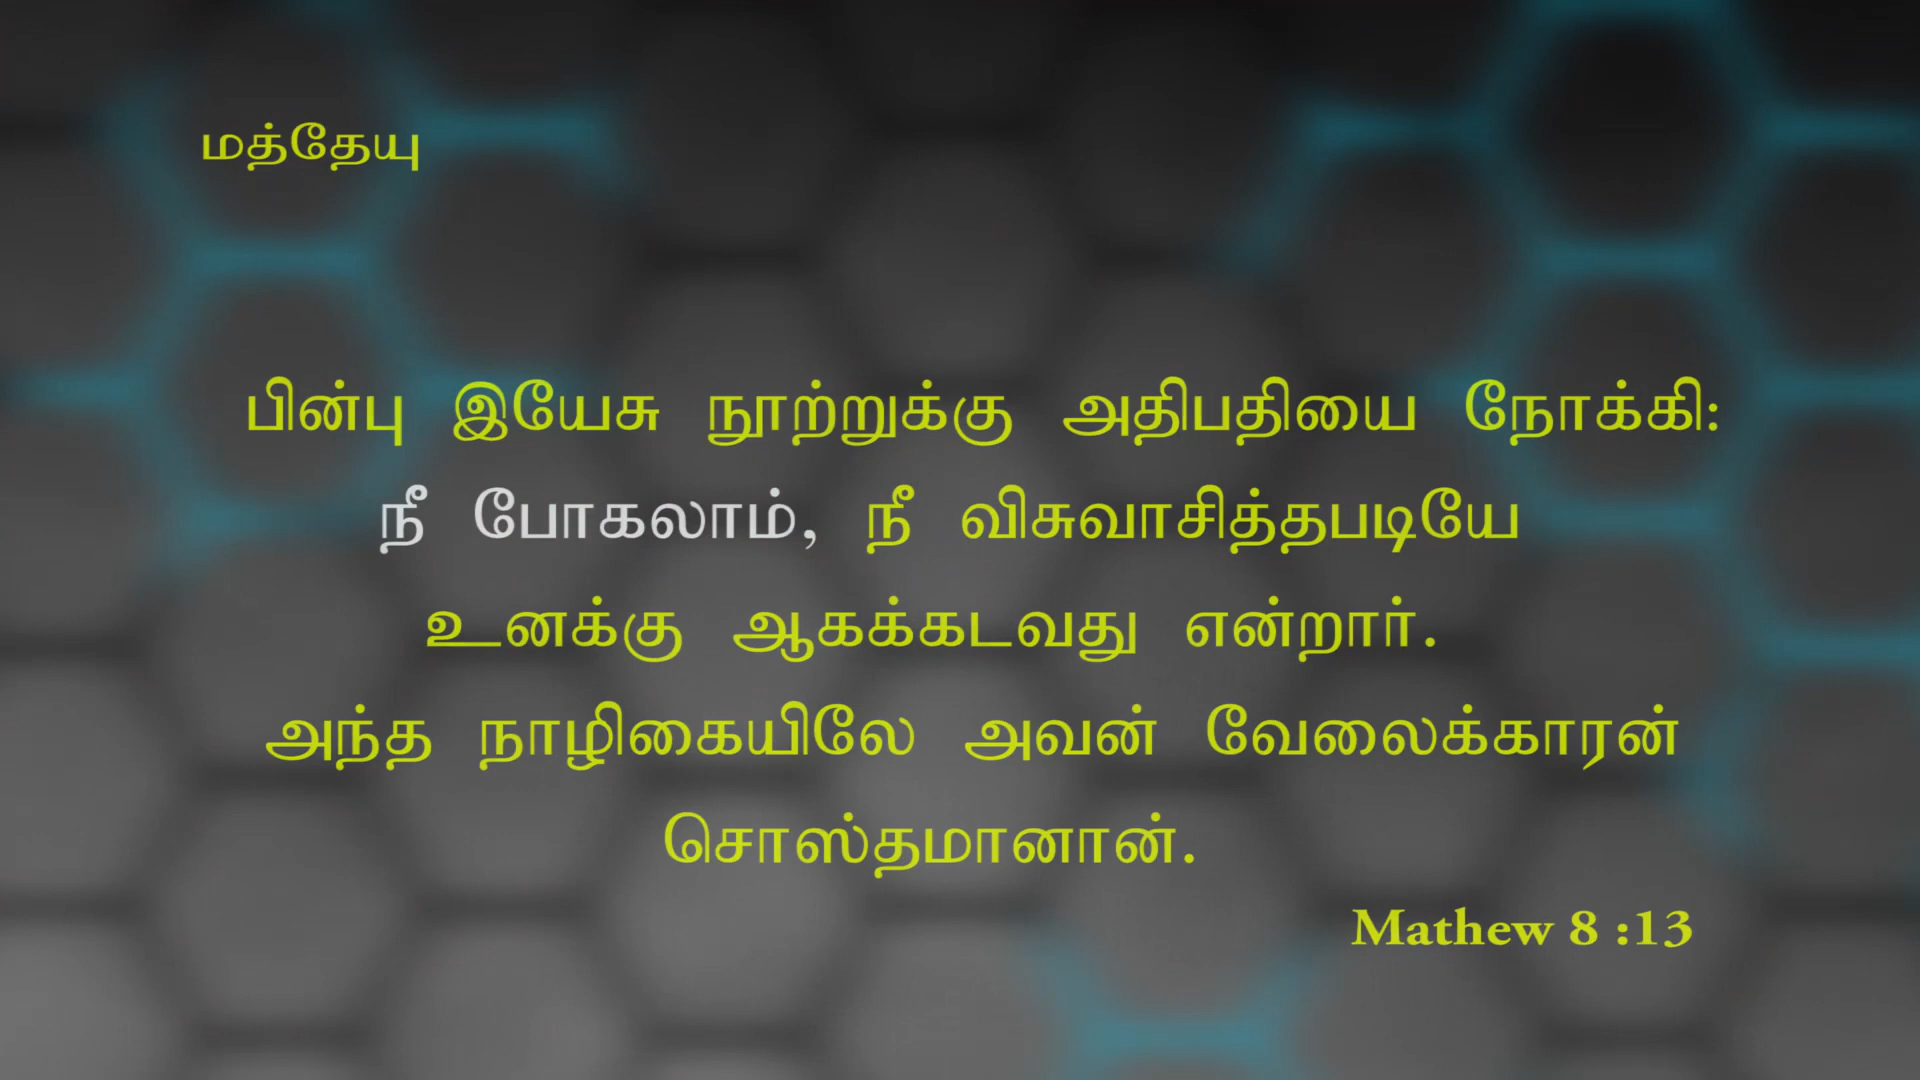 மத்தேயு
பின்பு இயேசு நூற்றுக்கு அதிபதியை நோக்கி:
நீ போகலாம், நீ விசுவாசித்தபடியே
உனக்கு ஆகக்கடவது என்றார்.
அந்த நாழிகையிலே அவன் வேலைக்காரன்
சொஸ்தமானான்.
Mathew 8 :13